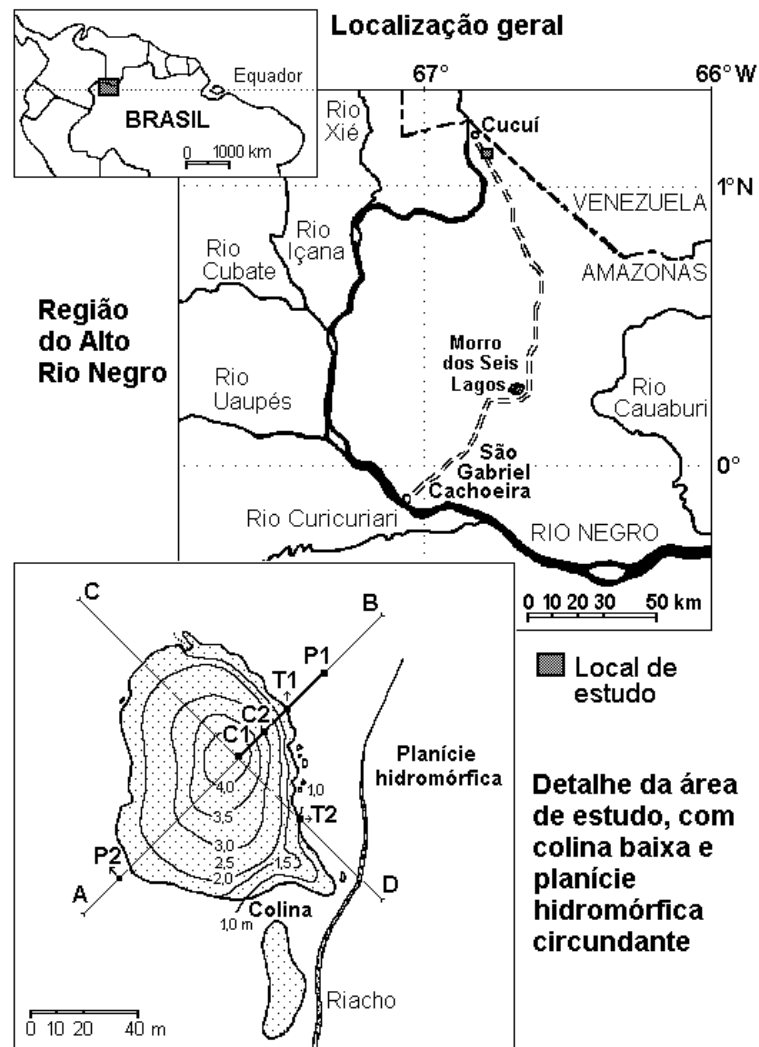 Localização geral
Equador
BRASIL
0 1000 km
67°
66° W
Rio
Xié
Cucuí
1°N
VENEZUELA
AMAZONAS
Rio
Içana
Rio
Cubate
Região
do Alto
Rio Negro
Morro
dos Seis
Lagos
Rio
Cauaburi
Rio
Uaupés
0°
São
Gabriel
Cachoeira
Rio Curicuriari
RIO NEGRO
0 10 20 30 50 km
Local de
estudo
C
B
P1
T1
C2
C1
Planície
hidromórfica
4,0
1,0
T2
3,5
3,0
2,5
1,5
2,0
P2
A
D
Colina
1,0 m
Riacho
0 10 20 40 m
Detalhe da área
de estudo, com
colina baixa e
planície
hidromórfica
circundante